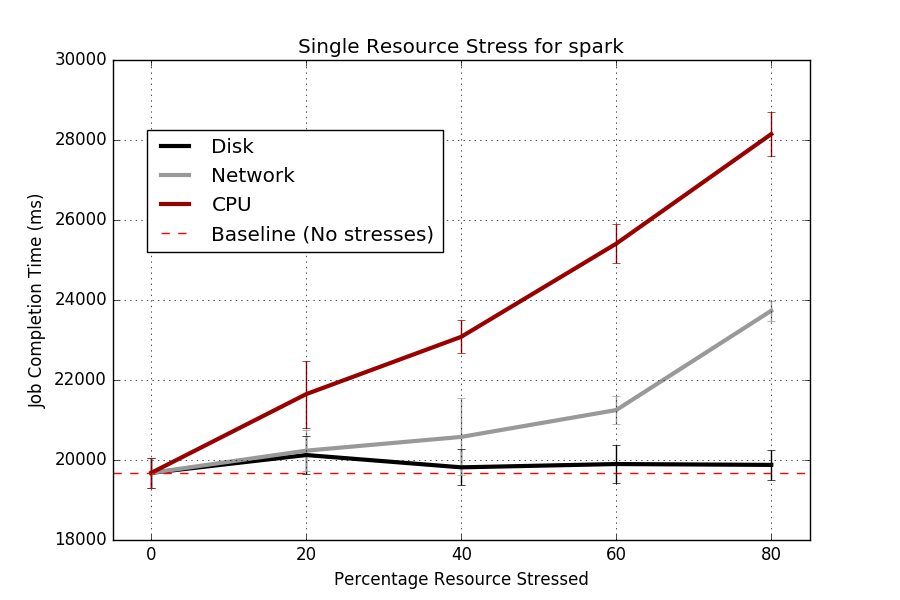 Single Resource Stress for spark
30000
28000
26000
24000
22000
20000
18000
Job Completion Time (ms)
Disk
Network
CPU
Baseline (No stresses)
0 20 40 60 80
Percentage Resource Stressed